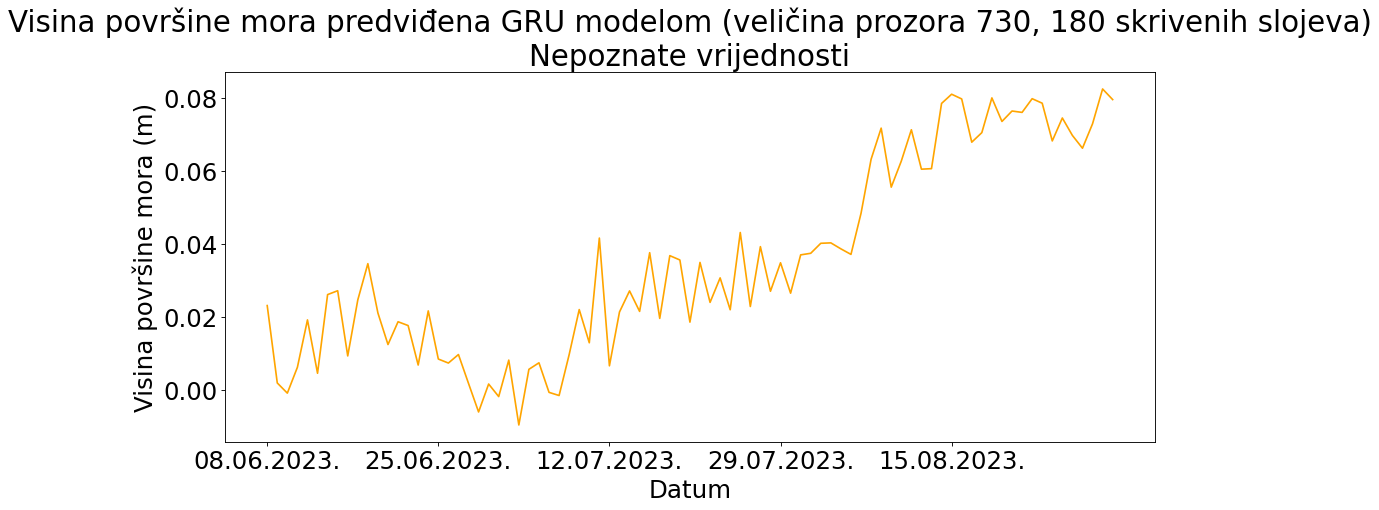 Visina površine mora predviđena GRU modelom (veličina prozora 730, 180 skrivenih slojeva)
Nepoznate vrijednosti
Visina površine mora (m)
0.08
0.06
0.04
0.02
0.00
08.06.2023. 25.06.2023. 12.07.2023. 29.07.2023. 15.08.2023.
Datum